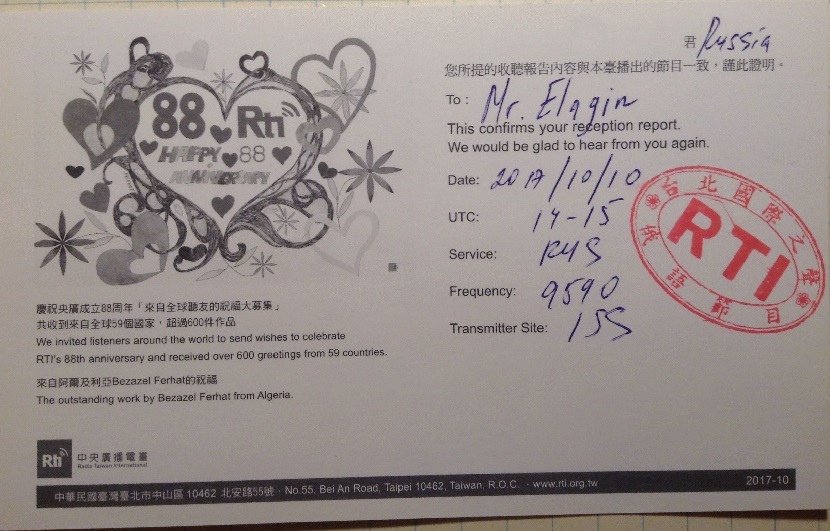 88 Rti
HAPPY 88
ANNIVERSARY
慶祝央廣成立88周年「來自全球聽友的祝福大募集」
共收到來自全球59個國家，超過600件作品
We invited listeners around the world to send wishes to celebrate
RTI's 88th anniversary and received over 600 greetings from 59 countries.
來自阿爾及利亞Bezazel Ferhat的祝福
The outstanding work by Bezazel Ferhat from Algeria.
君 Russia
您所提的收聽報告內容與本臺播出的節目一致，謹此證明。
To : Mr. Elagin
This confirms your reception report.
We would be glad to hear from you again.
Date: 2017/10/10
UTC: 14-15
Service: RUS
Frequency: 9590
Transmitter Site: ISS
台北國際之聲
RTI
俄語節目
Rti 中央廣播電臺
Radio Taiwan International
中華民國臺灣臺北市中山區 10462 北安路55號 · No.55, Bei An Road, Taipei 10462, Taiwan, R.O.C. · www.rti.org.tw 2017-10